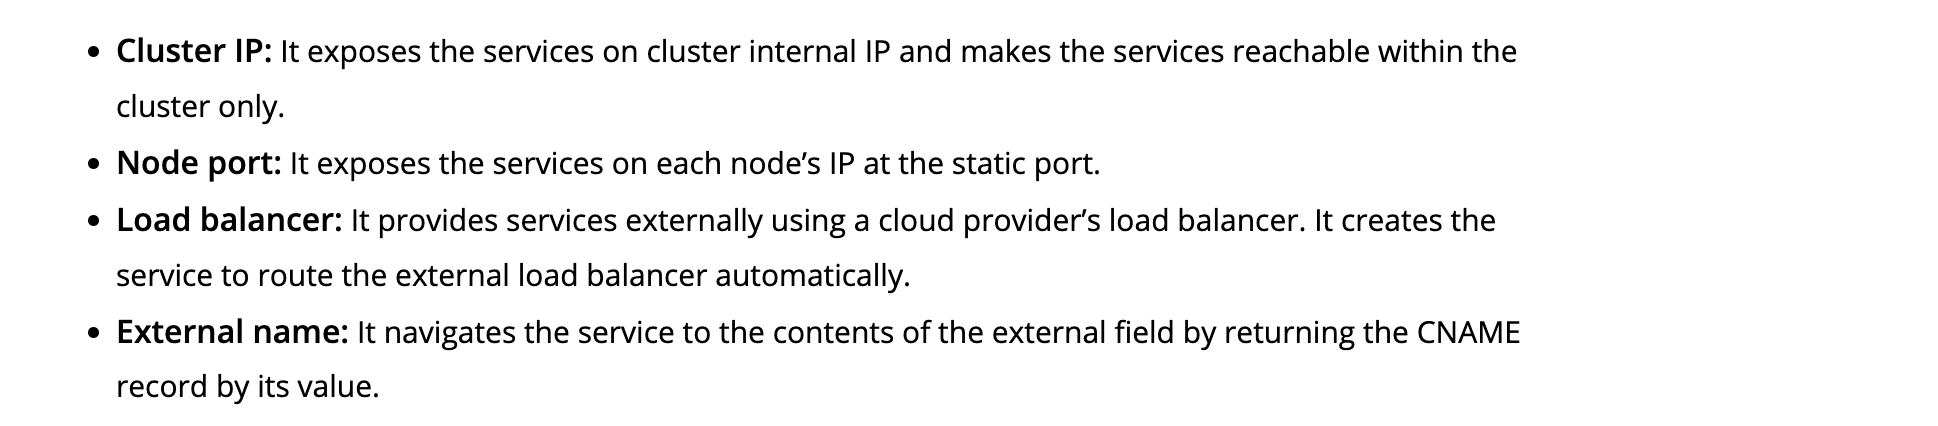 • Cluster IP: It exposes the services on cluster internal IP and makes the services reachable within the
cluster only.
• Node port: It exposes the services on each node’s IP at the static port.
• Load balancer: It provides services externally using a cloud provider’s load balancer. It creates the
service to route the external load balancer automatically.
• External name: It navigates the service to the contents of the external field by returning the CNAME
record by its value.